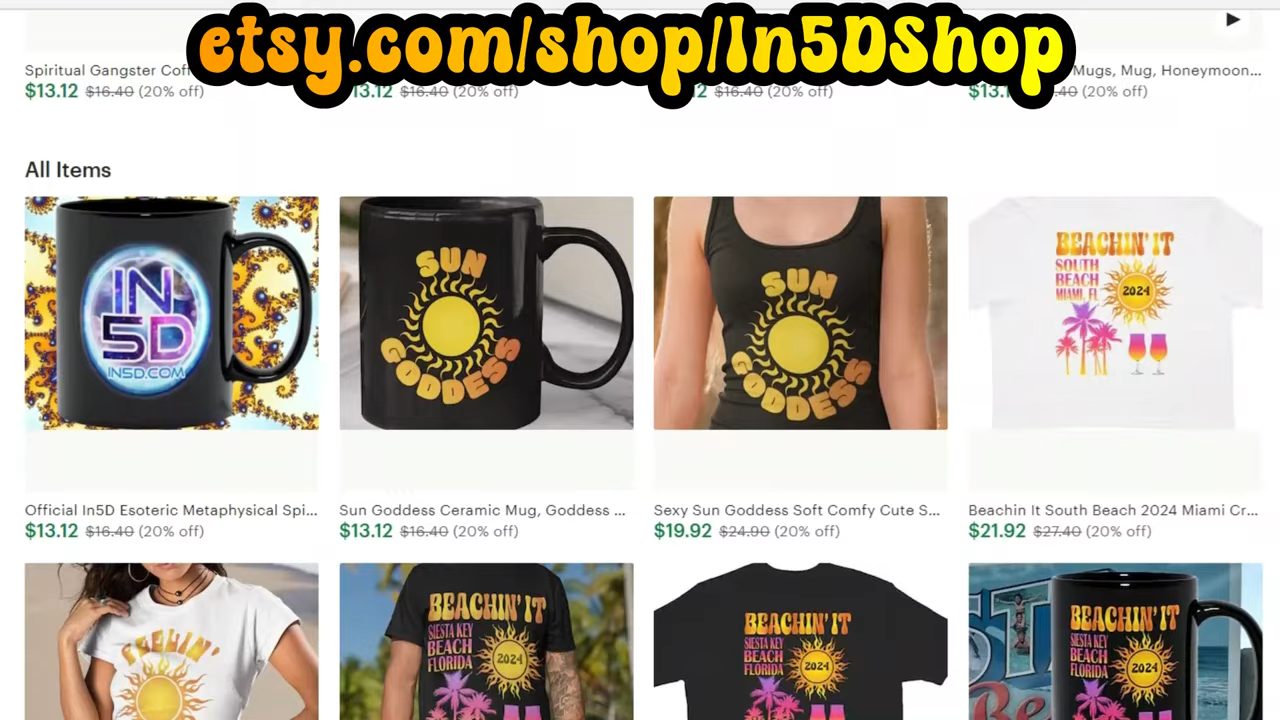 etsy.com/shop/In5DShop
Spiritual Gangster Cof
Mugs, Mug, Honeymoon...
$13.12 $16.40 (20% off)
13.12 $16.40 (20% off)
12 $16.40 (20% off)
$13.1 .40 (20% off)
All Items
IN
5D
IN5D.COM
SUN
GODDESS
SUN
GODDESS
BEACHIN' IT
SOUTH
BEACH
MIAMI, FL
2024
Official In5D Esoteric Metaphysical Spi...
$13.12 $16.40 (20% off)
Sun Goddess Ceramic Mug, Goddess ...
$13.12 $16.40 (20% off)
Sexy Sun Goddess Soft Comfy Cute S...
$19.92 $24.90 (20% off)
Beachin It South Beach 2024 Miami Cr...
$21.92 $27.40 (20% off)
FEELIN'
BEACHIN' IT
SIESTA KEY
BEACH
FLORIDA
2024
BEACHIN' IT
SIESTA KEY
BEACH
FLORIDA
2024
BEACHIN' IT
SIESTA KEY
BEACH
FLORIDA
2024